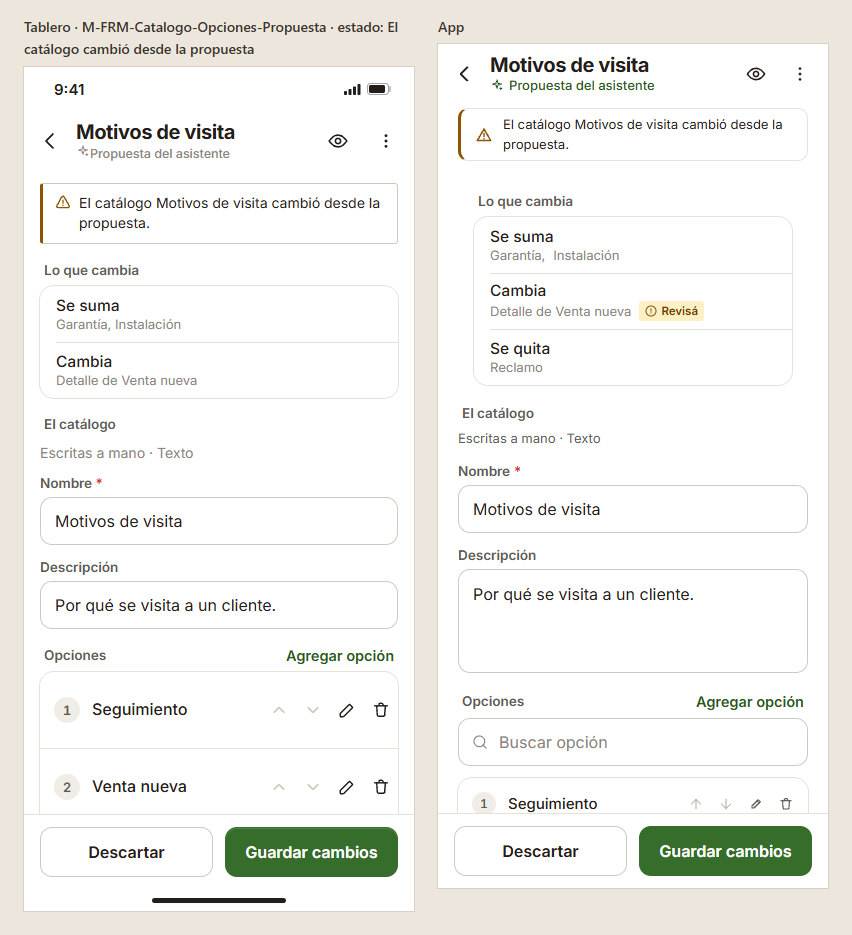 Tablero · M-FRM-Catalogo-Opciones-Propuesta · estado: El
catálogo cambió desde la propuesta
9:41
Motivos de visita
Propuesta del asistente
El catálogo Motivos de visita cambió desde la
propuesta.
Lo que cambia
Se suma
Garantía, Instalación
Cambia
Detalle de Venta nueva
El catálogo
Escritas a mano · Texto
Nombre *
Motivos de visita
Descripción
Por qué se visita a un cliente.
Opciones
Agregar opción
1 Seguimiento
2 Venta nueva
Descartar
Guardar cambios
App
Motivos de visita
Propuesta del asistente
El catálogo Motivos de visita cambió desde la
propuesta.
Lo que cambia
Se suma
Garantía, Instalación
Cambia
Detalle de Venta nueva Revisá
Se quita
Reclamo
El catálogo
Escritas a mano · Texto
Nombre *
Motivos de visita
Descripción
Por qué se visita a un cliente.
Opciones
Agregar opción
Buscar opción
1 Seguimiento
Descartar
Guardar cambios